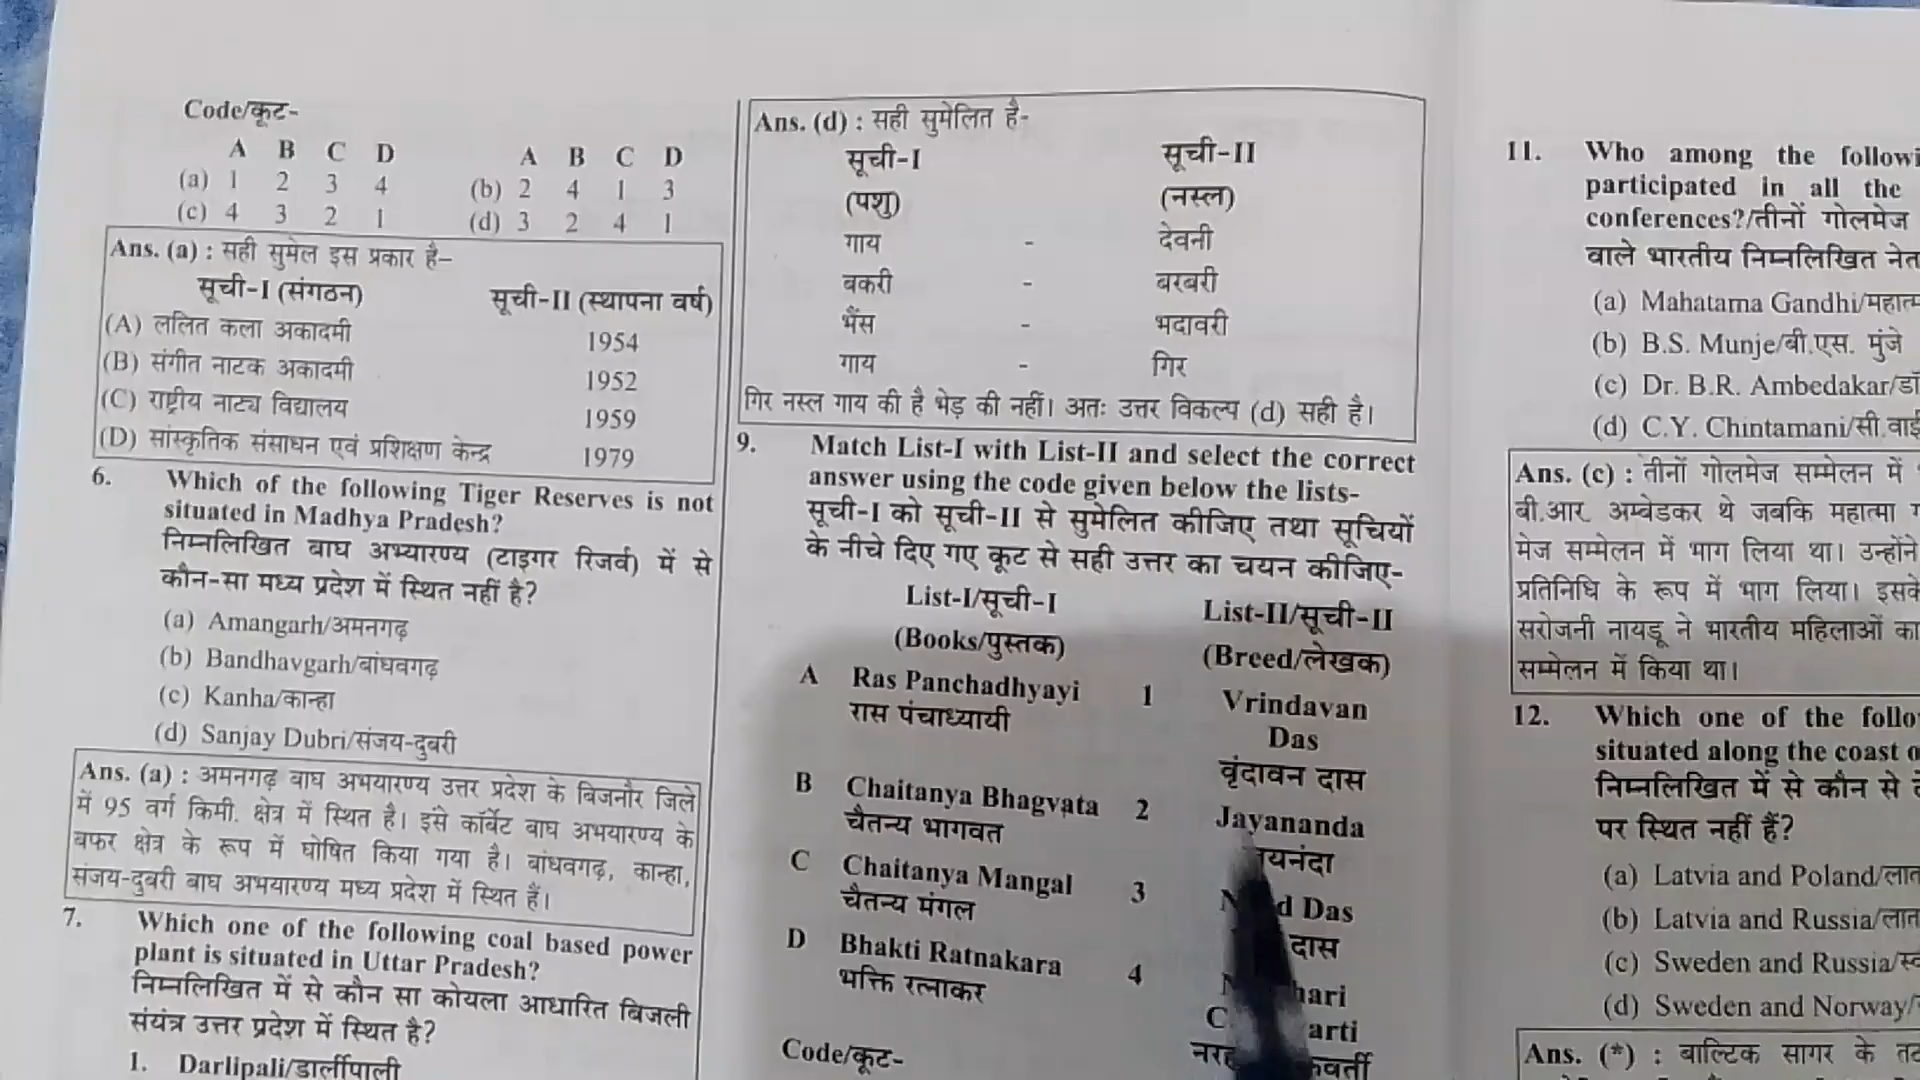 Code/कूट-
A B C D A B C D
(a) 1 2 3 4 (b) 2 4 1 3
(c) 4 3 2 1 (d) 3 2 4 1
Ans. (a) : सही सुमेल इस प्रकार है–
सूची-I (संगठन) सूची-II (स्थापना वर्ष)
(A) ललित कला अकादमी 1954
(B) संगीत नाटक अकादमी 1952
(C) राष्ट्रीय नाट्य विद्यालय 1959
(D) सांस्कृतिक संसाधन एवं प्रशिक्षण केन्द्र 1979
6. Which of the following Tiger Reserves is not
situated in Madhya Pradesh?
निम्नलिखित बाघ अभ्यारण्य (टाइगर रिजर्व) में से
कौन-सा मध्य प्रदेश में स्थित नहीं है?
(a) Amangarh/अमनगढ़
(b) Bandhavgarh/बांघवगढ़
(c) Kanha/कान्हा
(d) Sanjay Dubri/संजय-दुबरी
Ans. (a) : अमनगढ़ बाघ अभयारण्य उत्तर प्रदेश के बिजनौर जिले
में 95 वर्ग किमी. क्षेत्र में स्थित है। इसे कॉर्बेट बाघ अभयारण्य के
बफर क्षेत्र के रूप में घोषित किया गया है। बांधवगढ़, कान्हा,
संजय-दुबरी बाघ अभयारण्य मध्य प्रदेश में स्थित हैं।
7. Which one of the following coal based power
plant is situated in Uttar Pradesh?
निम्नलिखित में से कौन सा कोयला आधारित बिजली
संयंत्र उत्तर प्रदेश में स्थित है?
1. Darlipali/डार्लीपाली
Ans. (d) : सही सुमेलित है-
सूची-I सूची-II
(पशु) (नस्ल)
गाय - देवनी
बकरी - बरबरी
भैंस - भदावरी
गाय - गिर
गिर नस्ल गाय की है भेड़ की नहीं। अतः उत्तर विकल्प (d) सही है।
9. Match List-I with List-II and select the correct
answer using the code given below the lists-
सूची-I को सूची-II से सुमेलित कीजिए तथा सूचियों
के नीचे दिए गए कूट से सही उत्तर का चयन कीजिए-
List-I/सूची-I List-II/सूची-II
(Books/पुस्तक) (Breed/लेखक)
A Ras Panchadhyayi 1 Vrindavan
रास पंचाध्यायी Das
वृंदावन दास
B Chaitanya Bhagvata 2 Jayananda
चैतन्य भागवत
C Chaitanya Mangal 3 Das
चैतन्य मंगल दास
D Bhakti Ratnakara 4
भक्ति रत्नाकर
Code/कूट-
11. Who among the
participated in all the
conferences?/तीनों गोलमेज
वाले भारतीय निम्नलिखित
(a) Mahatama Gandhi/
(b) B.S. Munje/बी.एस. मुंजे
(c) Dr. B.R. Ambedakar/
(d) C.Y. Chintamani/
Ans. (c) : तीनों गोलमेज सम्मेलन में
बी.आर. अम्बेडकर थे जबकि महात्मा
मेज सम्मेलन में भाग लिया था। उन्होंने
प्रतिनिधि के रूप में भाग लिया। इसके
सरोजनी नायडू ने भारतीय महिलाओं का
सम्मेलन में किया था।
12. Which one of the
situated along the coast
निम्नलिखित में से कौन से
पर स्थित नहीं हैं?
(a) Latvia and Poland/
(b) Latvia and Russia/
(c) Sweden and Russia/
(d) Sweden and Norway/
Ans. (*) : बाल्टिक सागर के